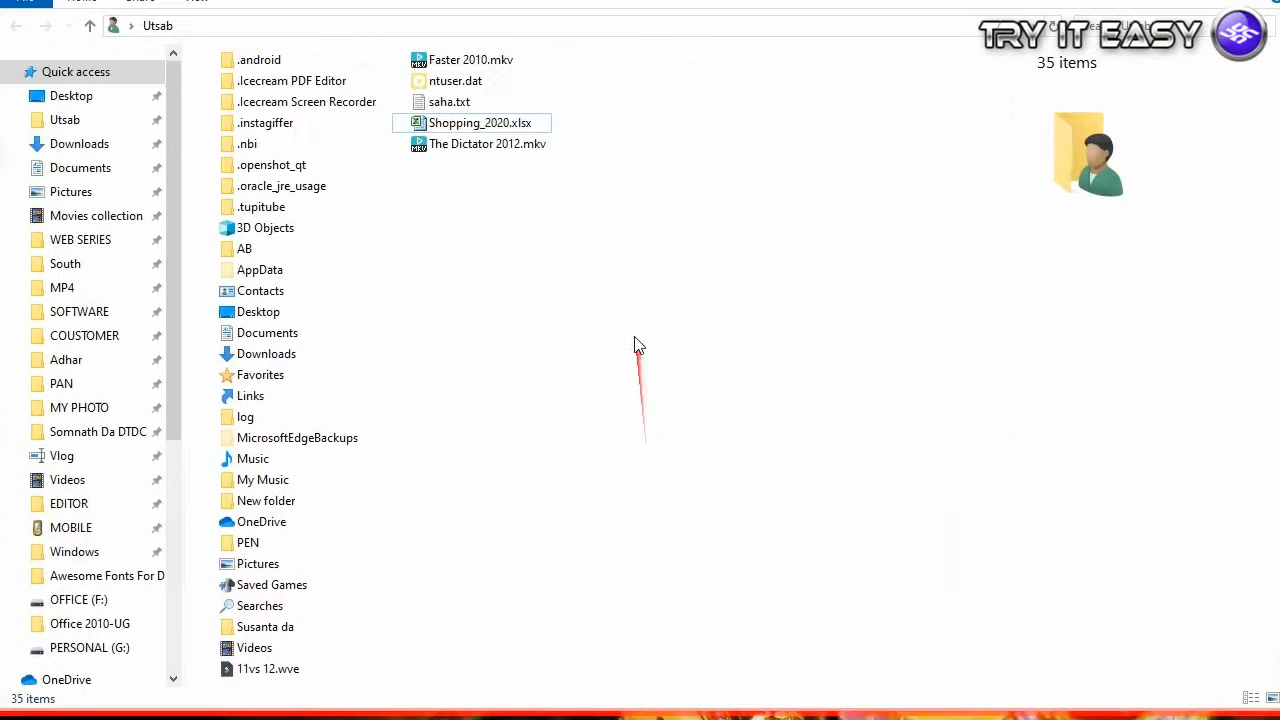 Utsab
TRY IT EASY
35 items
Quick access
Desktop
Utsab
Downloads
Documents
Pictures
Movies collection
WEB SERIES
South
MP4
SOFTWARE
COUSTOMER
Adhar
PAN
MY PHOTO
Somnath Da DTDC
Vlog
Videos
EDITOR
MOBILE
Windows
Awesome Fonts For D
OFFICE (F:)
Office 2010-UG
PERSONAL (G:)
OneDrive
.android
.Icecream PDF Editor
.Icecream Screen Recorder
.instagiffer
.nbi
.openshot_qt
.oracle_jre_usage
.tupitube
3D Objects
AB
AppData
Contacts
Desktop
Documents
Downloads
Favorites
Links
log
MicrosoftEdgeBackups
Music
My Music
New folder
OneDrive
PEN
Pictures
Saved Games
Searches
Susanta da
Videos
11vs 12.wve
Faster 2010.mkv
ntuser.dat
saha.txt
Shopping_2020.xlsx
The Dictator 2012.mkv
35 items